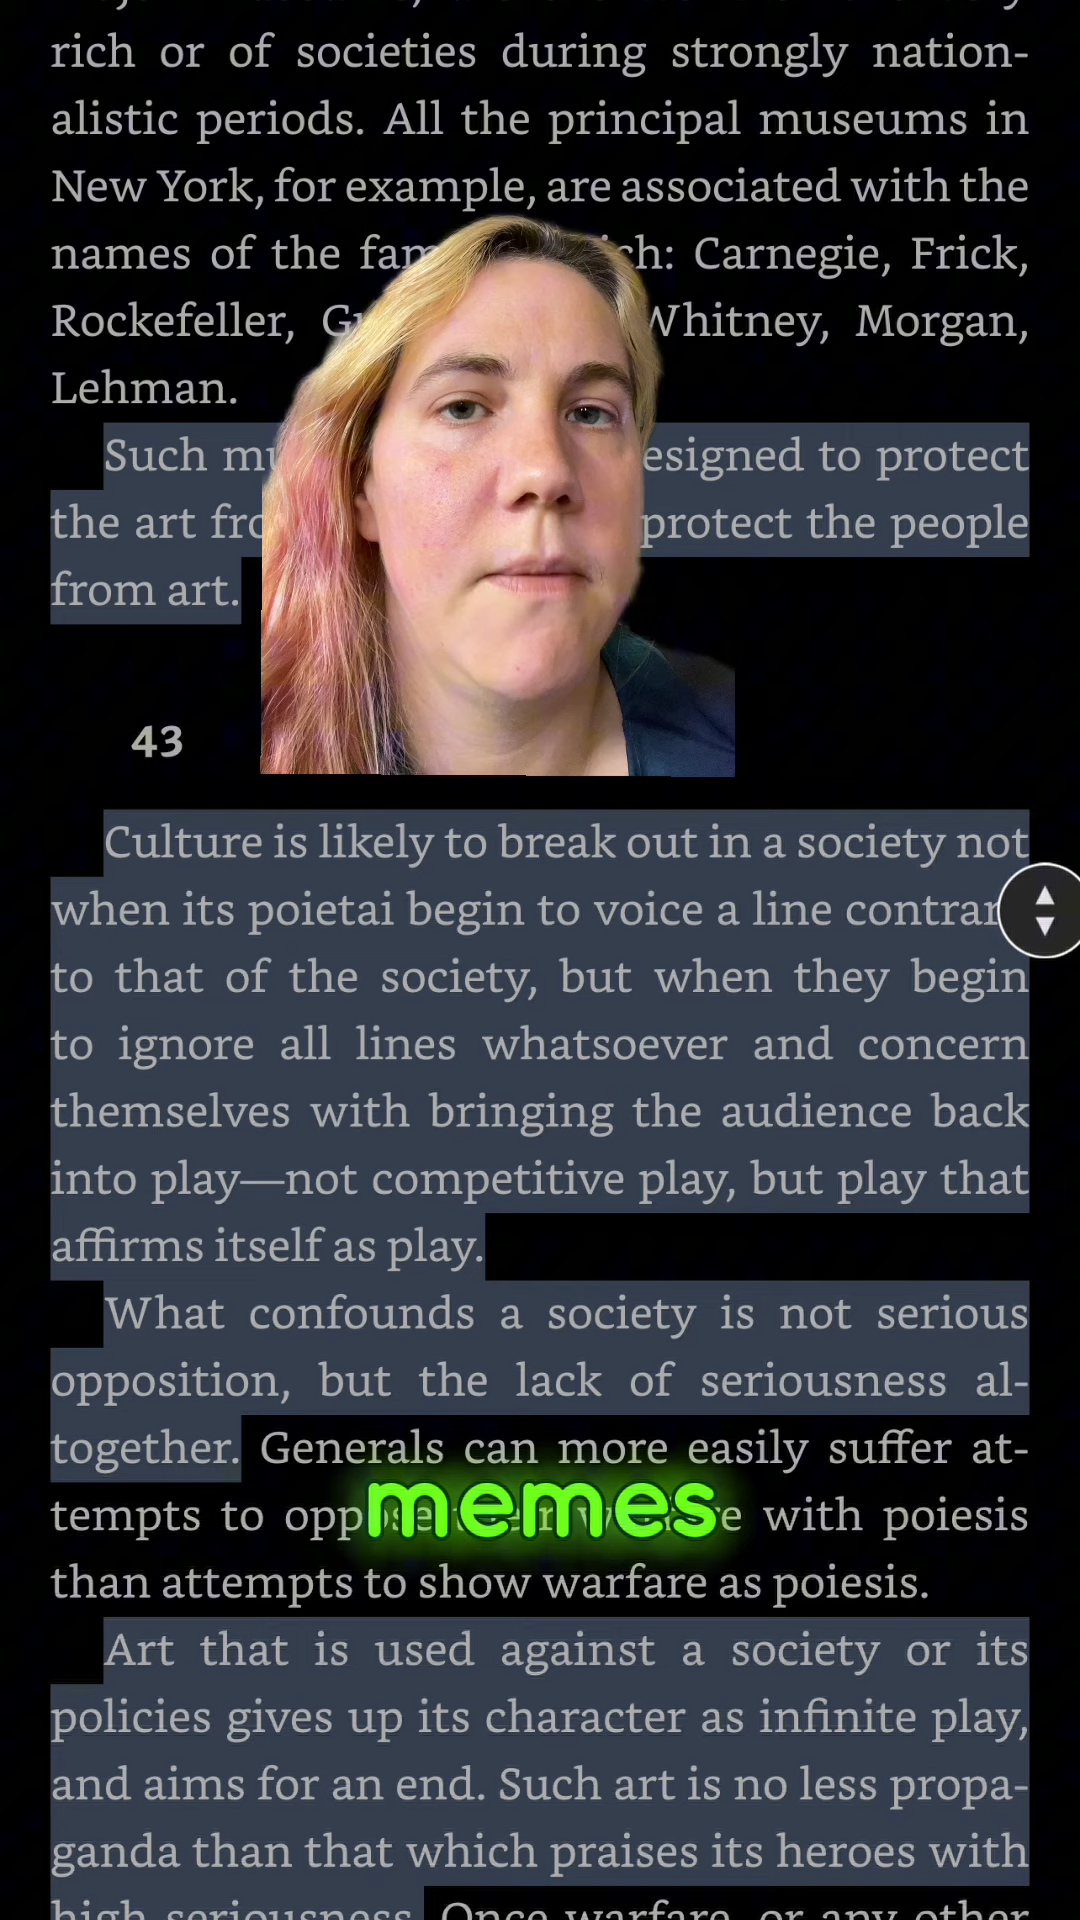 rich or of societies during strongly nation-
alistic periods. All the principal museums in
New York, for example, are associated with the
names of the ch: Carnegie, Frick,
Rockefeller, Whitney, Morgan,
Lehman.
Such esigned to protect
the art protect the people
from art.
43
Culture is likely to break out in a society not
when its poietai begin to voice a line contrar
to that of the society, but when they begin
to ignore all lines whatsoever and concern
themselves with bringing the audience back
into play—not competitive play, but play that
affirms itself as play.
What confounds a society is not serious
opposition, but the lack of seriousness al-
together. Generals can more easily suffer at-
memes
tempts to with poiesis
than attempts to show warfare as poiesis.
Art that is used against a society or its
policies gives up its character as infinite play,
and aims for an end. Such art is no less propa-
ganda than that which praises its heroes with
high seriousness. Once warfare, or any other